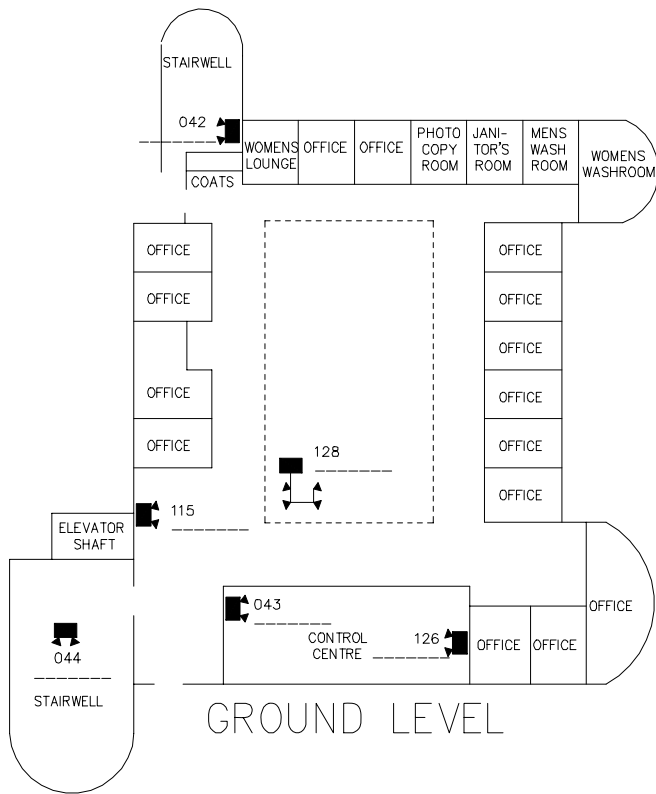 STAIRWELL
042
WOMENS
LOUNGE
OFFICE
OFFICE
PHOTO
COPY
ROOM
JANI-
TOR'S
ROOM
MENS
WASH
ROOM
WOMENS
WASHROOM
COATS
OFFICE
OFFICE
OFFICE
OFFICE
OFFICE
OFFICE
OFFICE
OFFICE
OFFICE
OFFICE
128
115
ELEVATOR
SHAFT
043
CONTROL
CENTRE
126
OFFICE
OFFICE
OFFICE
044
STAIRWELL
GROUND LEVEL